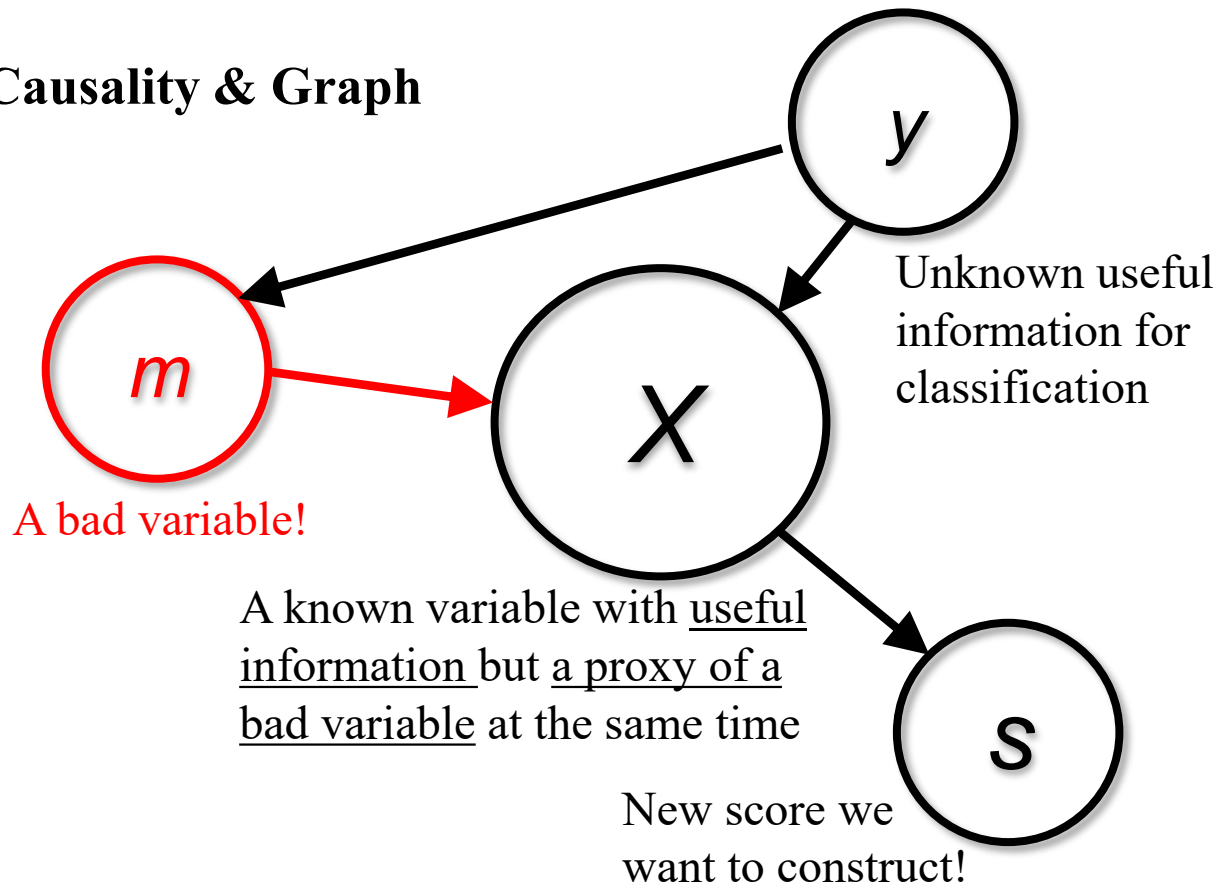 Causality & Graph
y
Unknown useful
information for
classification
m
X
A bad variable!
A known variable with useful
information but a proxy of a
bad variable at the same time
s
New score we
want to construct!